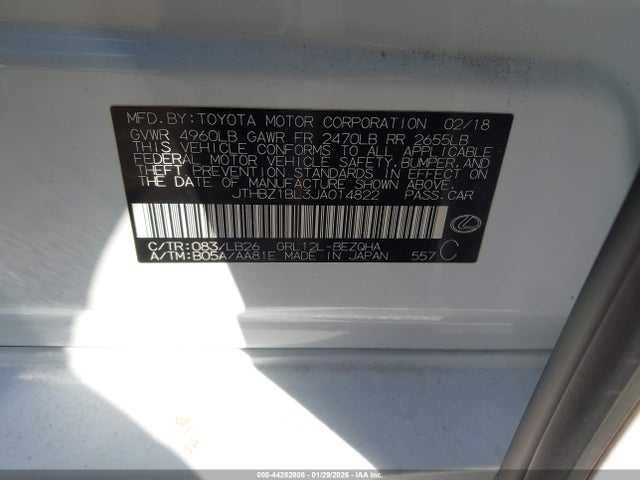 MFD.BY:TOYOTA MOTOR CORPORATION 02/18
GVWR 4960LB GAWR FR 2470LB RR 2655LB
THIS VEHICLE CONFORMS TO ALL APPLICABLE
FEDERAL MOTOR VEHICLE SAFETY,BUMPER,AND
THEFT PREVENTION STANDARDS IN EFFECT ON
THE DATE OF MANUFACTURE SHOWN ABOVE.
JTHBZ1BL3JA014822 PASS.CAR
C/TR:083/LB26 GRL12L-BEZQHA
A/TM:B05A/AA81E MADE IN JAPAN 557 C
000-44282608 - 01/29/2026 - IAA Inc.